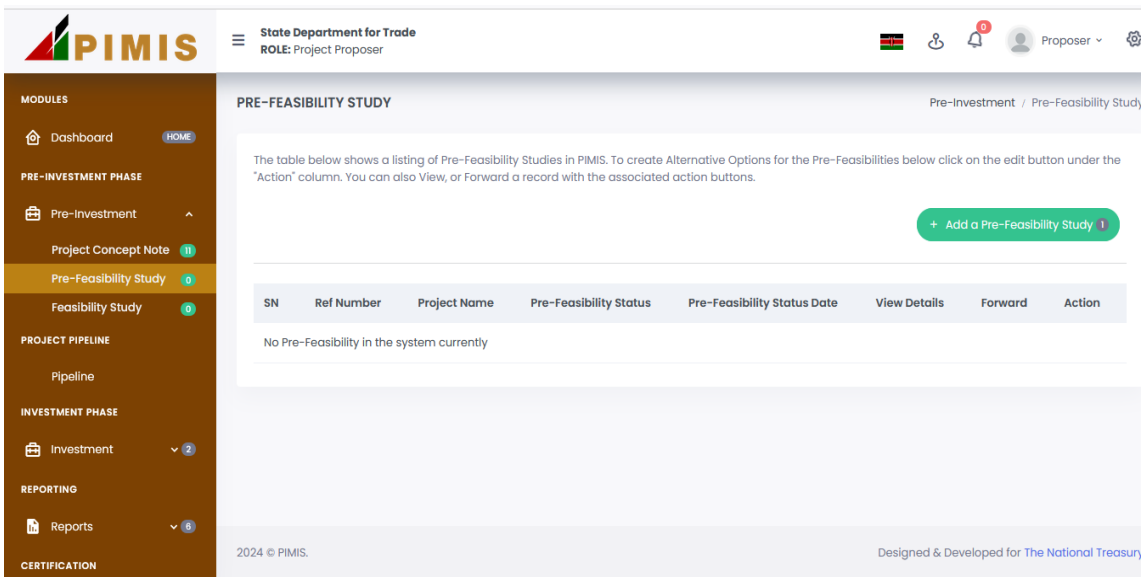 PIMIS
State Department for Trade
ROLE: Project Proposer
0
Proposer
MODULES
Dashboard HOME
PRE-INVESTMENT PHASE
Pre-Investment
Project Concept Note 11
Pre-Feasibility Study 0
Feasibility Study 0
PROJECT PIPELINE
Pipeline
INVESTMENT PHASE
Investment 2
REPORTING
Reports 6
CERTIFICATION
PRE-FEASIBILITY STUDY
Pre-Investment / Pre-Feasibility Study
The table below shows a listing of Pre-Feasibility Studies in PIMIS. To create Alternative Options for the Pre-Feasibilities below click on the edit button under the
"Action" column. You can also View, or Forward a record with the associated action buttons.
+ Add a Pre-Feasibility Study 1
SN Ref Number Project Name Pre-Feasibility Status Pre-Feasibility Status Date View Details Forward Action
No Pre-Feasibility in the system currently
2024 © PIMIS.
Designed & Developed for The National Treasury